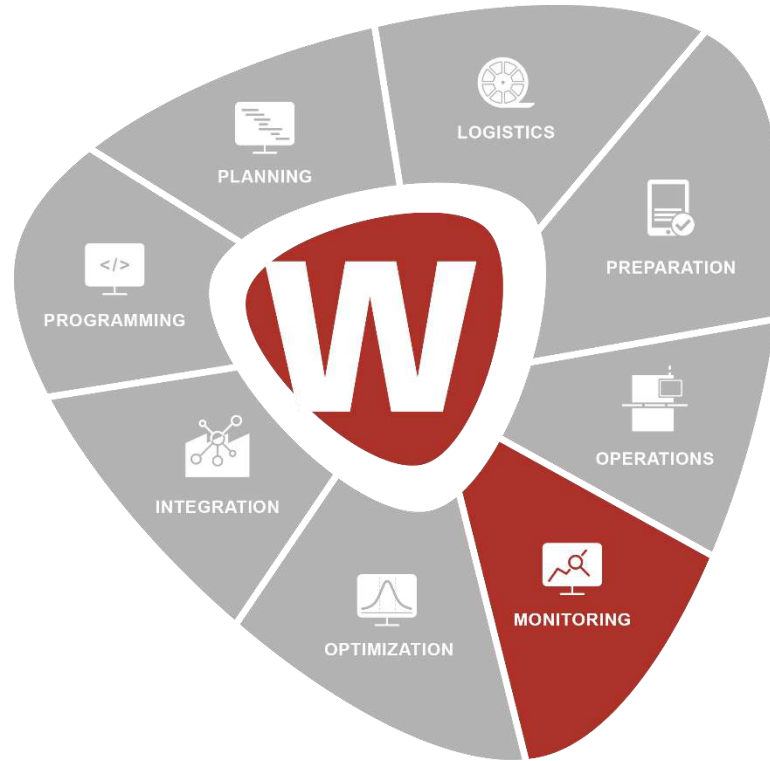 LOGISTICS
PLANNING
PREPARATION
</>
PROGRAMMING
W
OPERATIONS
INTEGRATION
MONITORING
OPTIMIZATION